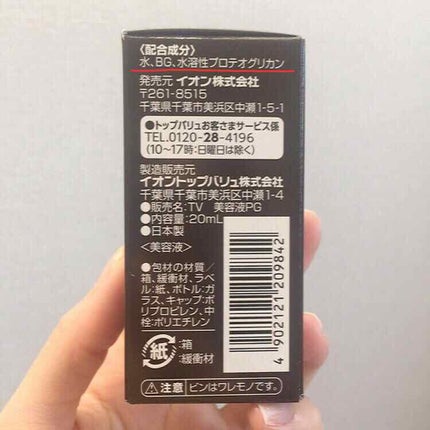 〈配合成分〉
水、BG、水溶性プロテオグリカン
発売元 イオン株式会社
〒261-8515
千葉県千葉市美浜区中瀬1-5-1
●トップバリュお客さまサービス係
TEL.0120-28-4196
(10〜17時:日曜日は除く)
製造販売元
イオントップバリュ株式会社
千葉県千葉市美浜区中瀬1-4
●販売名:TV 美容液PG
●内容量:20mL
●日本製
〈美容液〉
●包材の材質/
箱、緩衝材、ラベ
ル:紙、ボトル:ガ
ラス、キャップ:ポ
リプロピレン、中
栓:ポリエチレン
紙 :箱
:緩衝材
4 902121 209842
⚠注意 ビンはワレモノです。